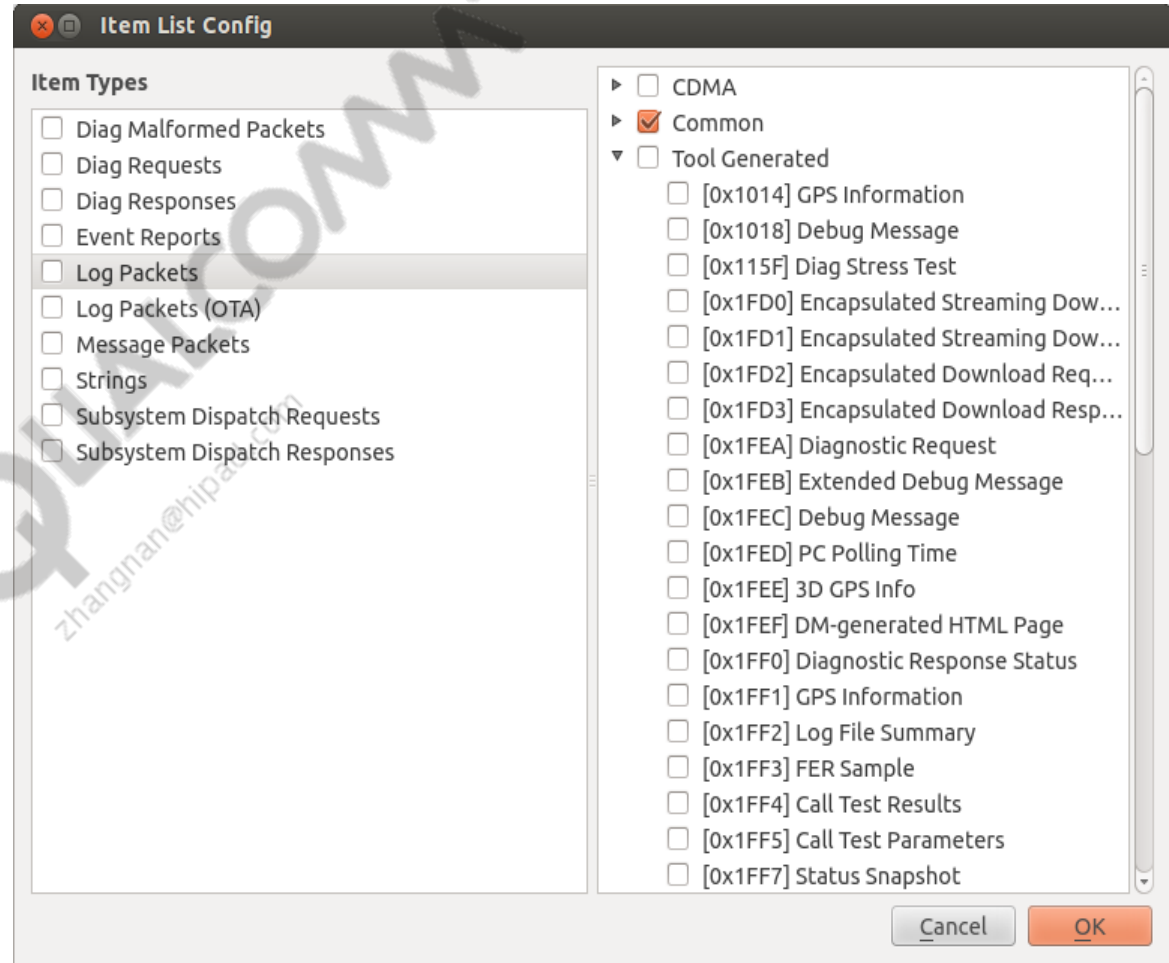 Item List Config
Item Types
Diag Malformed Packets
Diag Requests
Diag Responses
Event Reports
Log Packets
Log Packets (OTA)
Message Packets
Strings
Subsystem Dispatch Requests
Subsystem Dispatch Responses
CDMA
Common
Tool Generated
[0x1014] GPS Information
[0x1018] Debug Message
[0x115F] Diag Stress Test
[0x1FD0] Encapsulated Streaming Dow...
[0x1FD1] Encapsulated Streaming Dow...
[0x1FD2] Encapsulated Download Req...
[0x1FD3] Encapsulated Download Resp...
[0x1FEA] Diagnostic Request
[0x1FEB] Extended Debug Message
[0x1FEC] Debug Message
[0x1FED] PC Polling Time
[0x1FEE] 3D GPS Info
[0x1FEF] DM-generated HTML Page
[0x1FF0] Diagnostic Response Status
[0x1FF1] GPS Information
[0x1FF2] Log File Summary
[0x1FF3] FER Sample
[0x1FF4] Call Test Results
[0x1FF5] Call Test Parameters
[0x1FF7] Status Snapshot
Cancel
OK
QUALCOMM